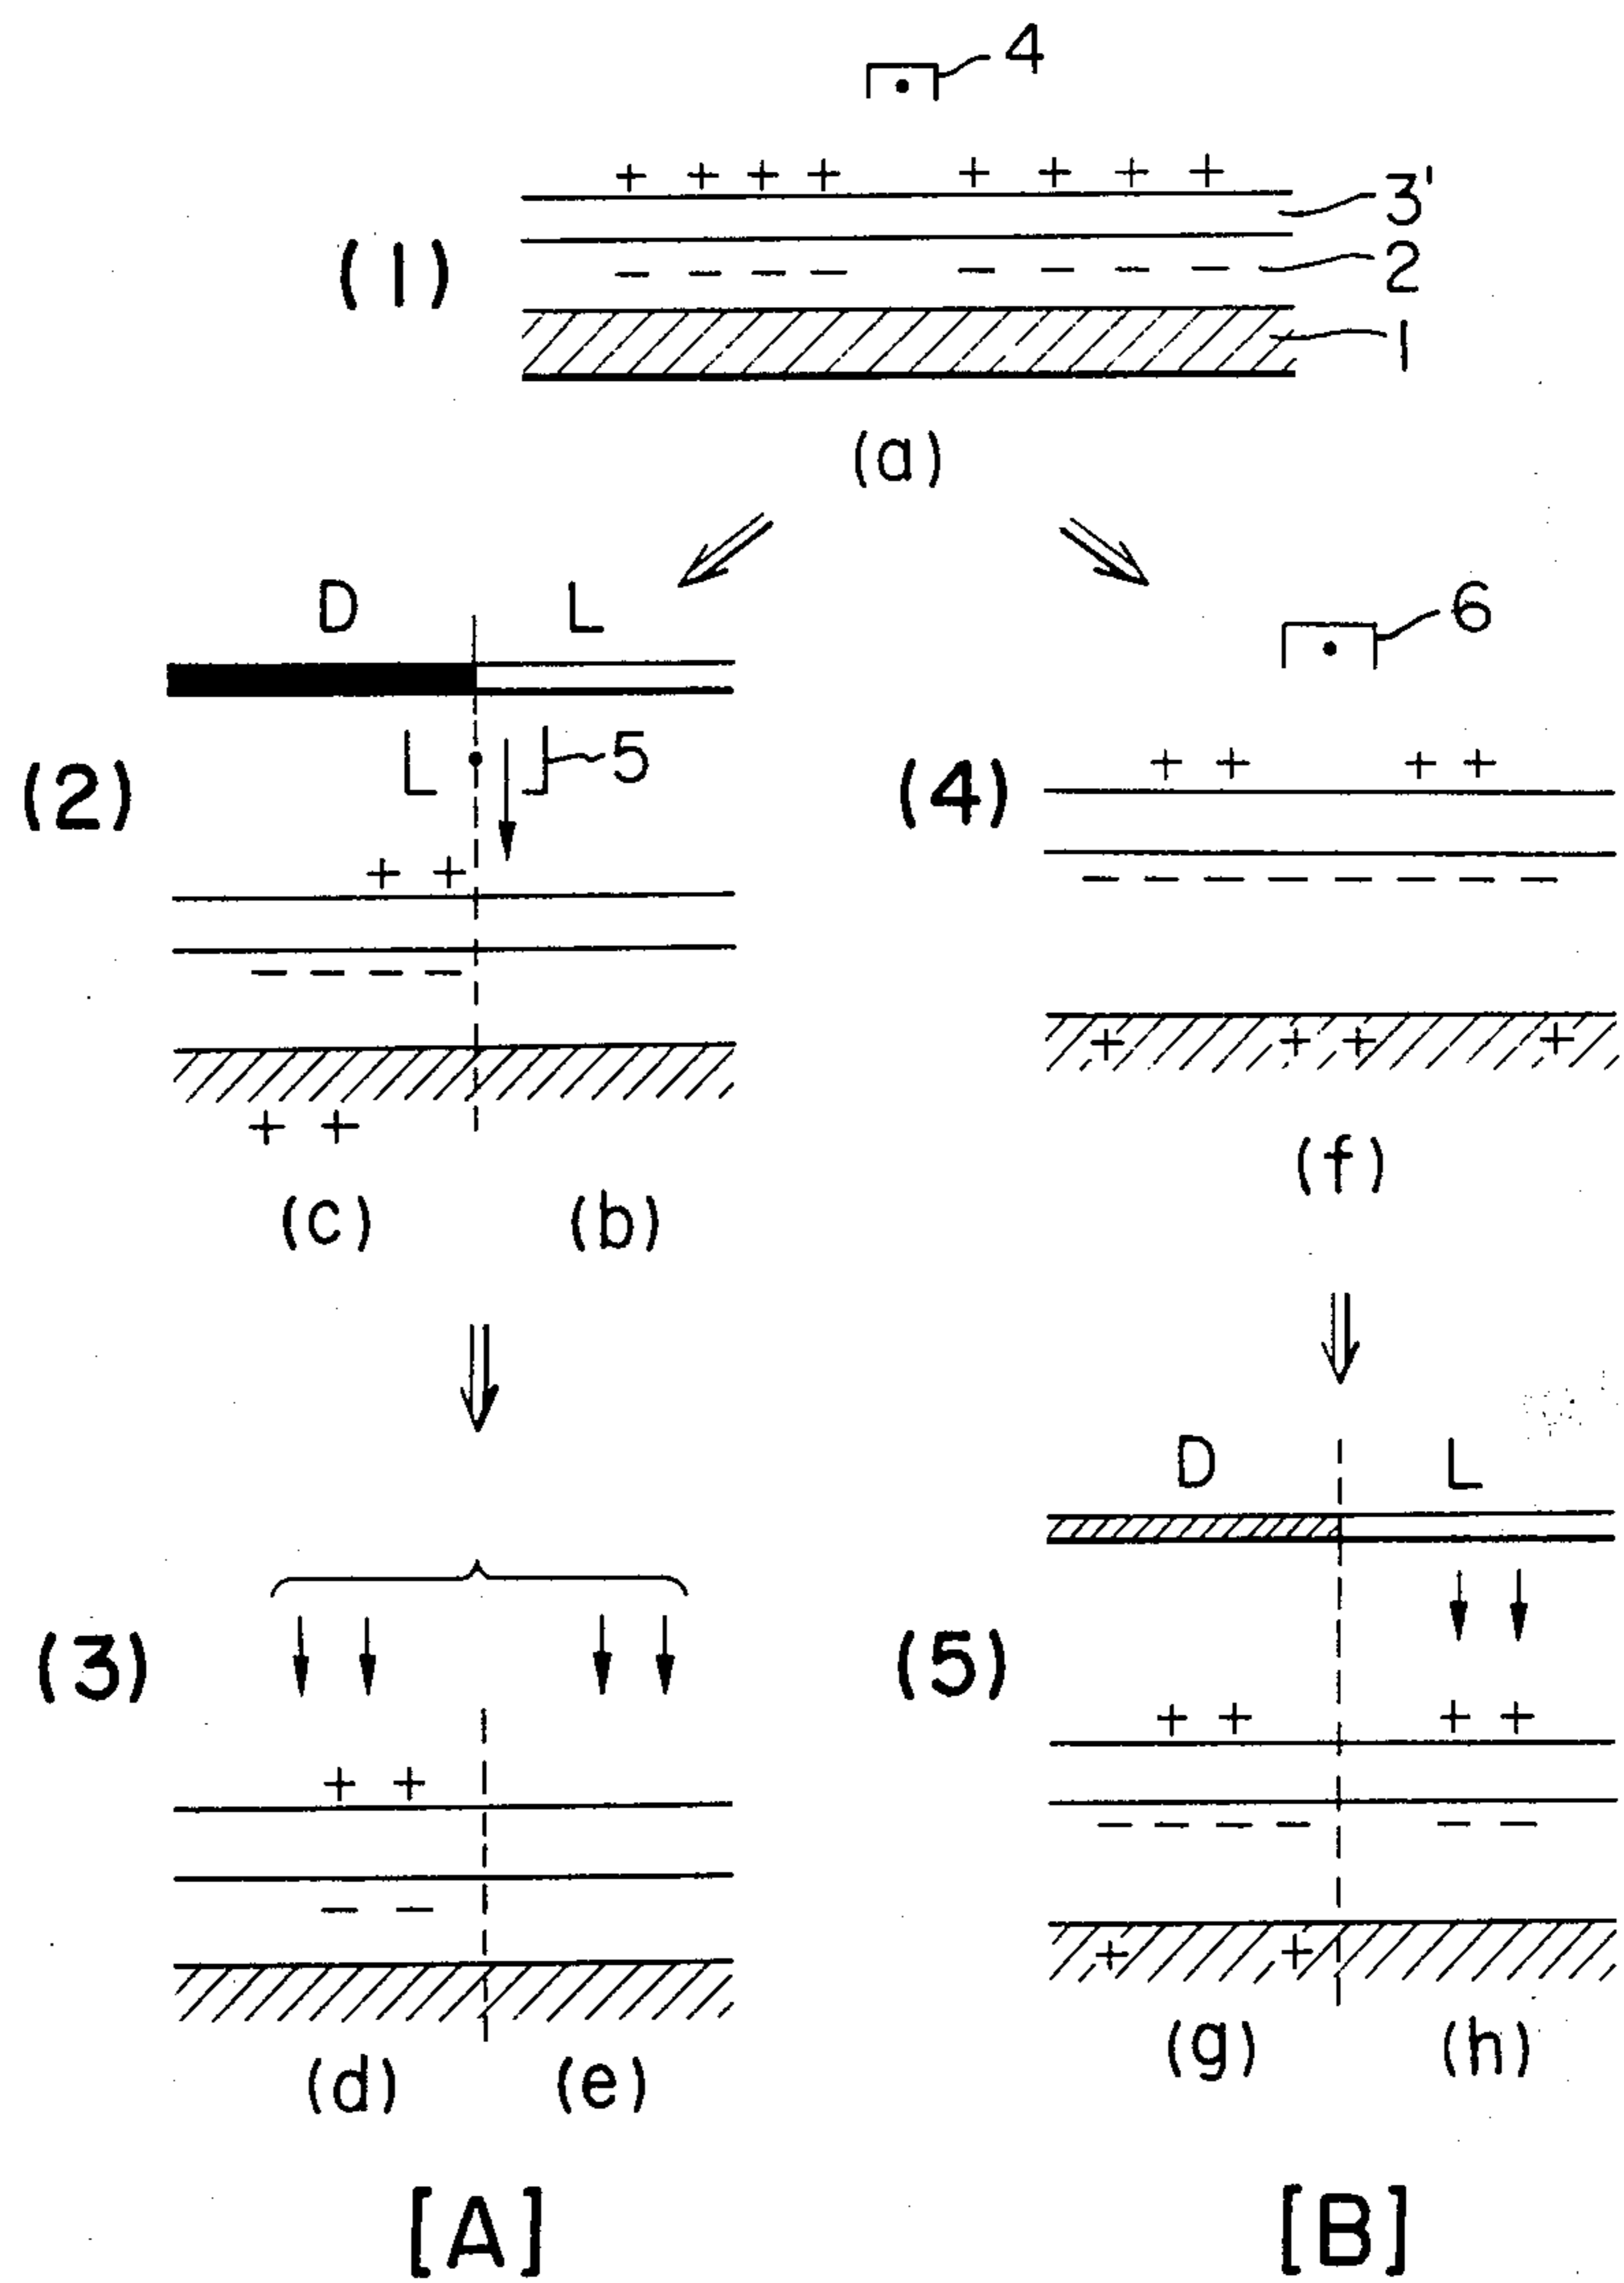 4
+ + + + + + + +
3'
(1)
− − − − − − − −
2
1
(a)
D L
6
5
(2)
+ +
− − − −
+ +
(c) (b)
(4)
+ + + +
− − − − − − − −
+ + + +
(f)
(3)
+ +
− −
(d) (e)
D L
(5)
+ + + +
− − − − − −
+ +
(g) (h)
[A] [B]